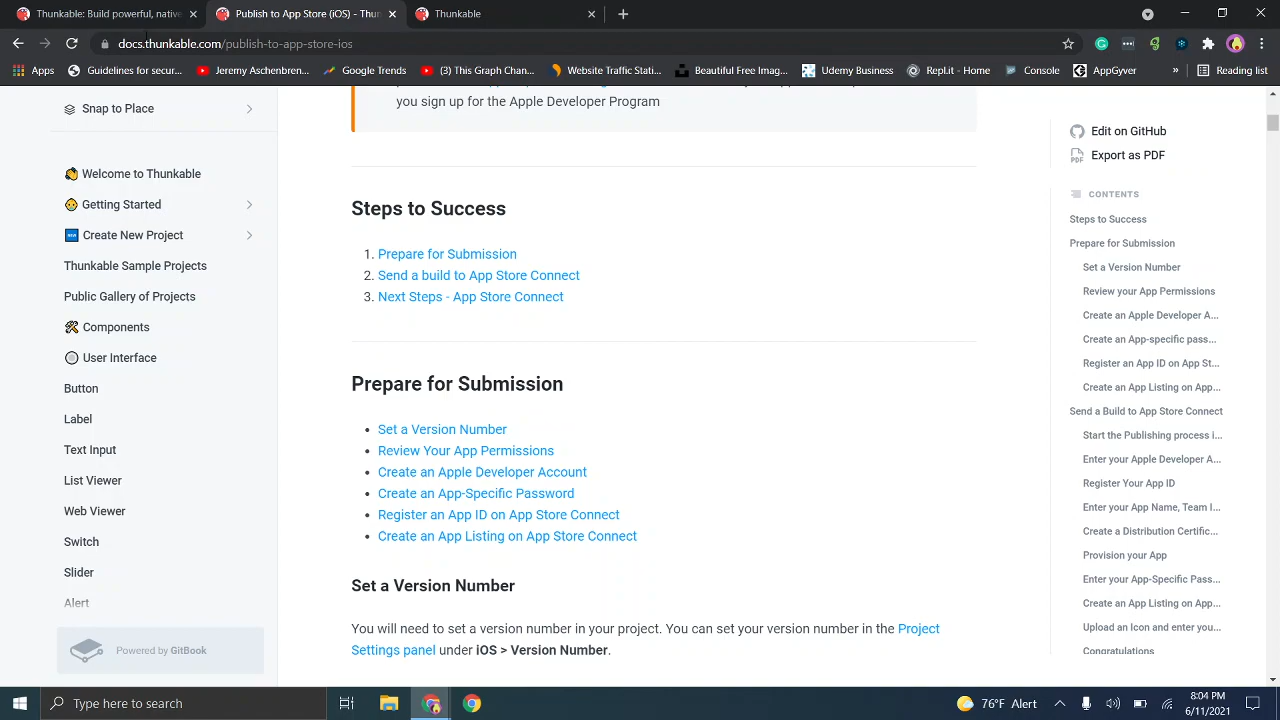 Thunkable: Build powerful, native
Publish to App Store (iOS) - Thun
Thunkable
docs.thunkable.com/publish-to-app-store-ios
Apps
Guideline for secur...
Jeremy Aschenbren...
Google Trends
(3) This Graph Chan...
Website Traffic Stati...
Beautiful Free Imag...
Udemy Business
Replit - Home
Console
AppGyver
»
Reading list
Snap to Place
Welcome to Thunkable
Getting Started
Create New Project
Thunkable Sample Projects
Public Gallery of Projects
Components
User Interface
Button
Label
Text Input
List Viewer
Web Viewer
Switch
Slider
Alert
Powered by GitBook
you sign up for the Apple Developer Program
Steps to Success
1. Prepare for Submission
2. Send a build to App Store Connect
3. Next Steps - App Store Connect
Prepare for Submission
• Set a Version Number
• Review Your App Permissions
• Create an Apple Developer Account
• Create an App-Specific Password
• Register an App ID on App Store Connect
• Create an App Listing on App Store Connect
Set a Version Number
You will need to set a version number in your project. You can set your version number in the Project
Settings panel under iOS > Version Number.
Edit on GitHub
PDF
Export as PDF
CONTENTS
Steps to Success
Prepare for Submission
Set a Version Number
Review your App Permissions
Create an Apple Developer A...
Create an App-specific pass...
Register an App ID on App St...
Create an App Listing on App...
Send a Build to App Store Connect
Start the Publishing process i...
Enter your Apple Developer A...
Register Your App ID
Enter your App Name, Team I...
Create a Distribution Certific...
Provision your App
Enter your App-Specific Pass...
Create an App Listing on App...
Upload an Icon and enter you...
Congratulations
Type here to search
76°F Alert
8:04 PM
6/11/2021